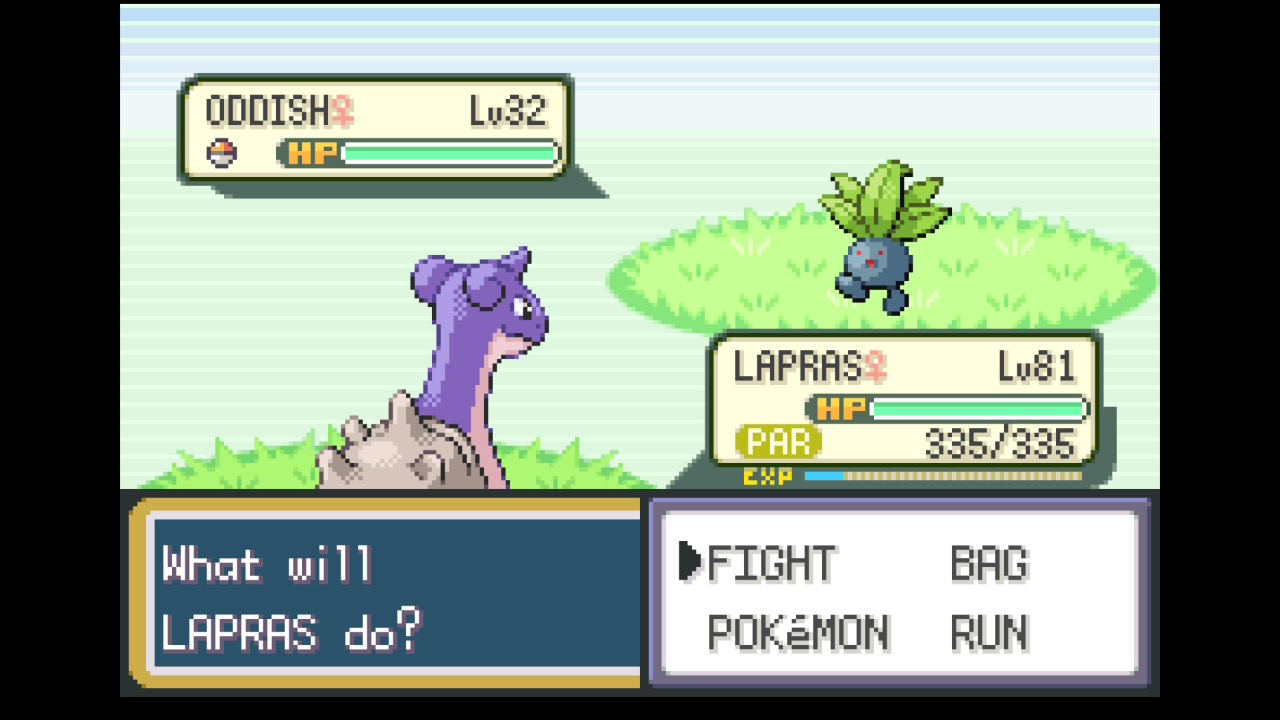 ODDISH♀ Lv32
HP
LAPRAS♀ Lv81
HP
PAR 335/335
EXP
What will
LAPRAS do?
FIGHT BAG
POKéMON RUN